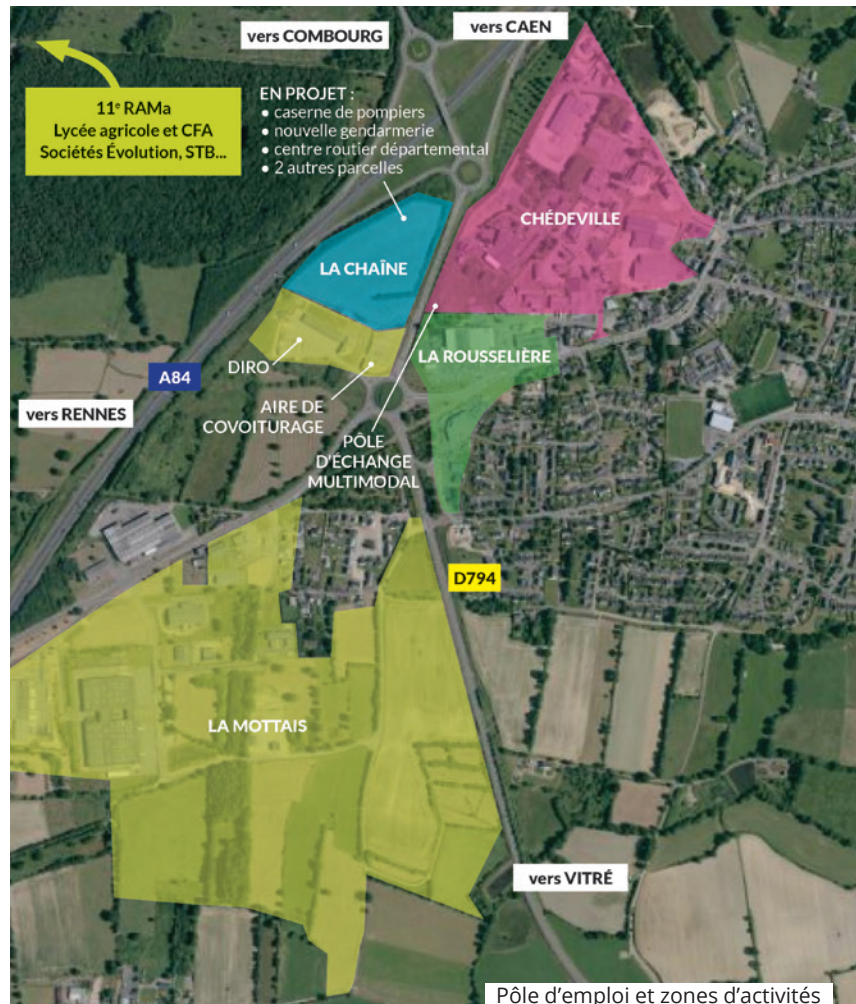 vers COMBOURG
vers CAEN
11e RAMa
Lycée agricole et CFA
Sociétés Évolution, STB...
EN PROJET :
• caserne de pompiers
• nouvelle gendarmerie
• centre routier départemental
• 2 autres parcelles
CHÉDEVILLE
LA CHAÎNE
LA ROUSSELIÈRE
DIRO
A84
AIRE DE
COVOITURAGE
vers RENNES
PÔLE
D'ÉCHANGE
MULTIMODAL
D794
LA MOTTAIS
vers VITRÉ
Pôle d’emploi et zones d’activités